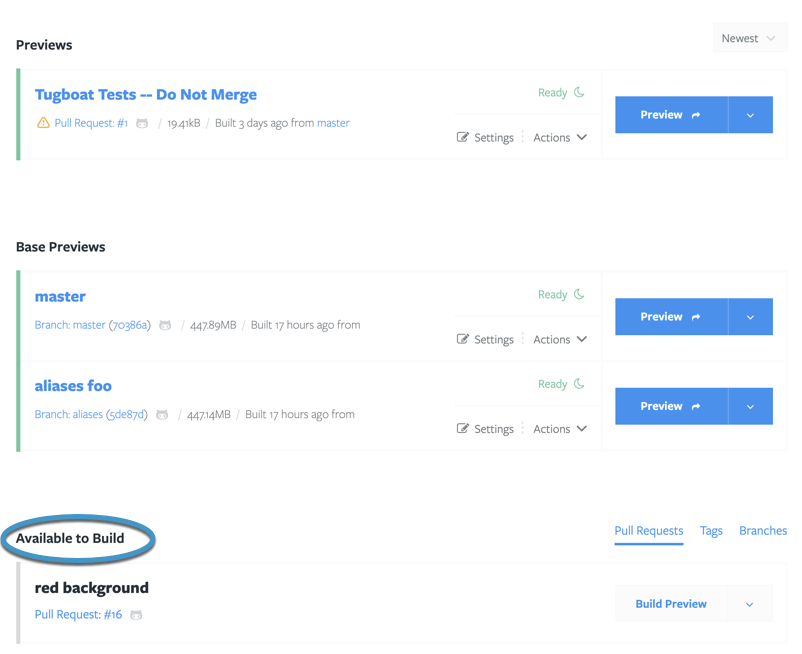 Newest
Previews
Tugboat Tests -- Do Not Merge
Ready
Preview
Pull Request: #1 / 19.41kB / Built 3 days ago from master
Settings Actions
Base Previews
master
Ready
Preview
Branch: master (70386a) / 447.89MB / Built 17 hours ago from
Settings Actions
aliases foo
Ready
Preview
Branch: aliases (5de87d) / 447.14MB / Built 17 hours ago from
Settings Actions
Available to Build
Pull Requests Tags Branches
red background
Build Preview
Pull Request: #16